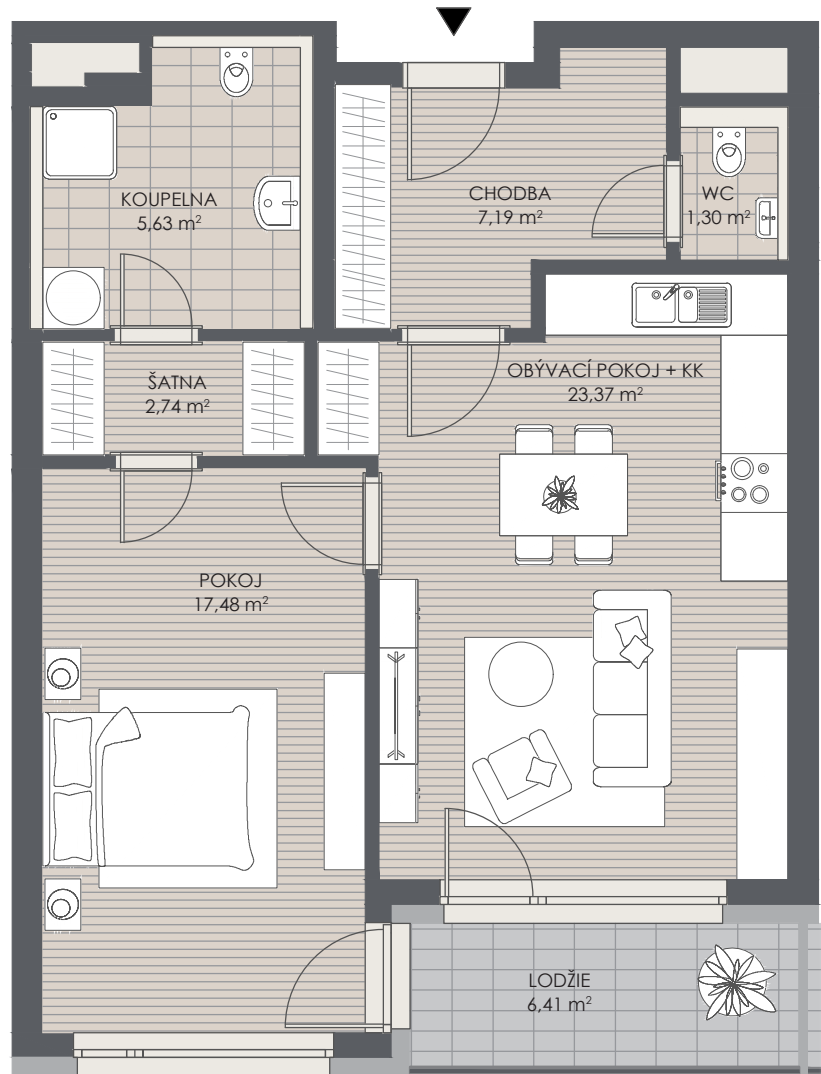 KOUPELNA
5,63 m²
CHODBA
7,19 m²
WC
1,30 m²
ŠATNA
2,74 m²
OBÝVACÍ POKOJ + KK
23,37 m²
POKOJ
17,48 m²
LODŽIE
6,41 m²